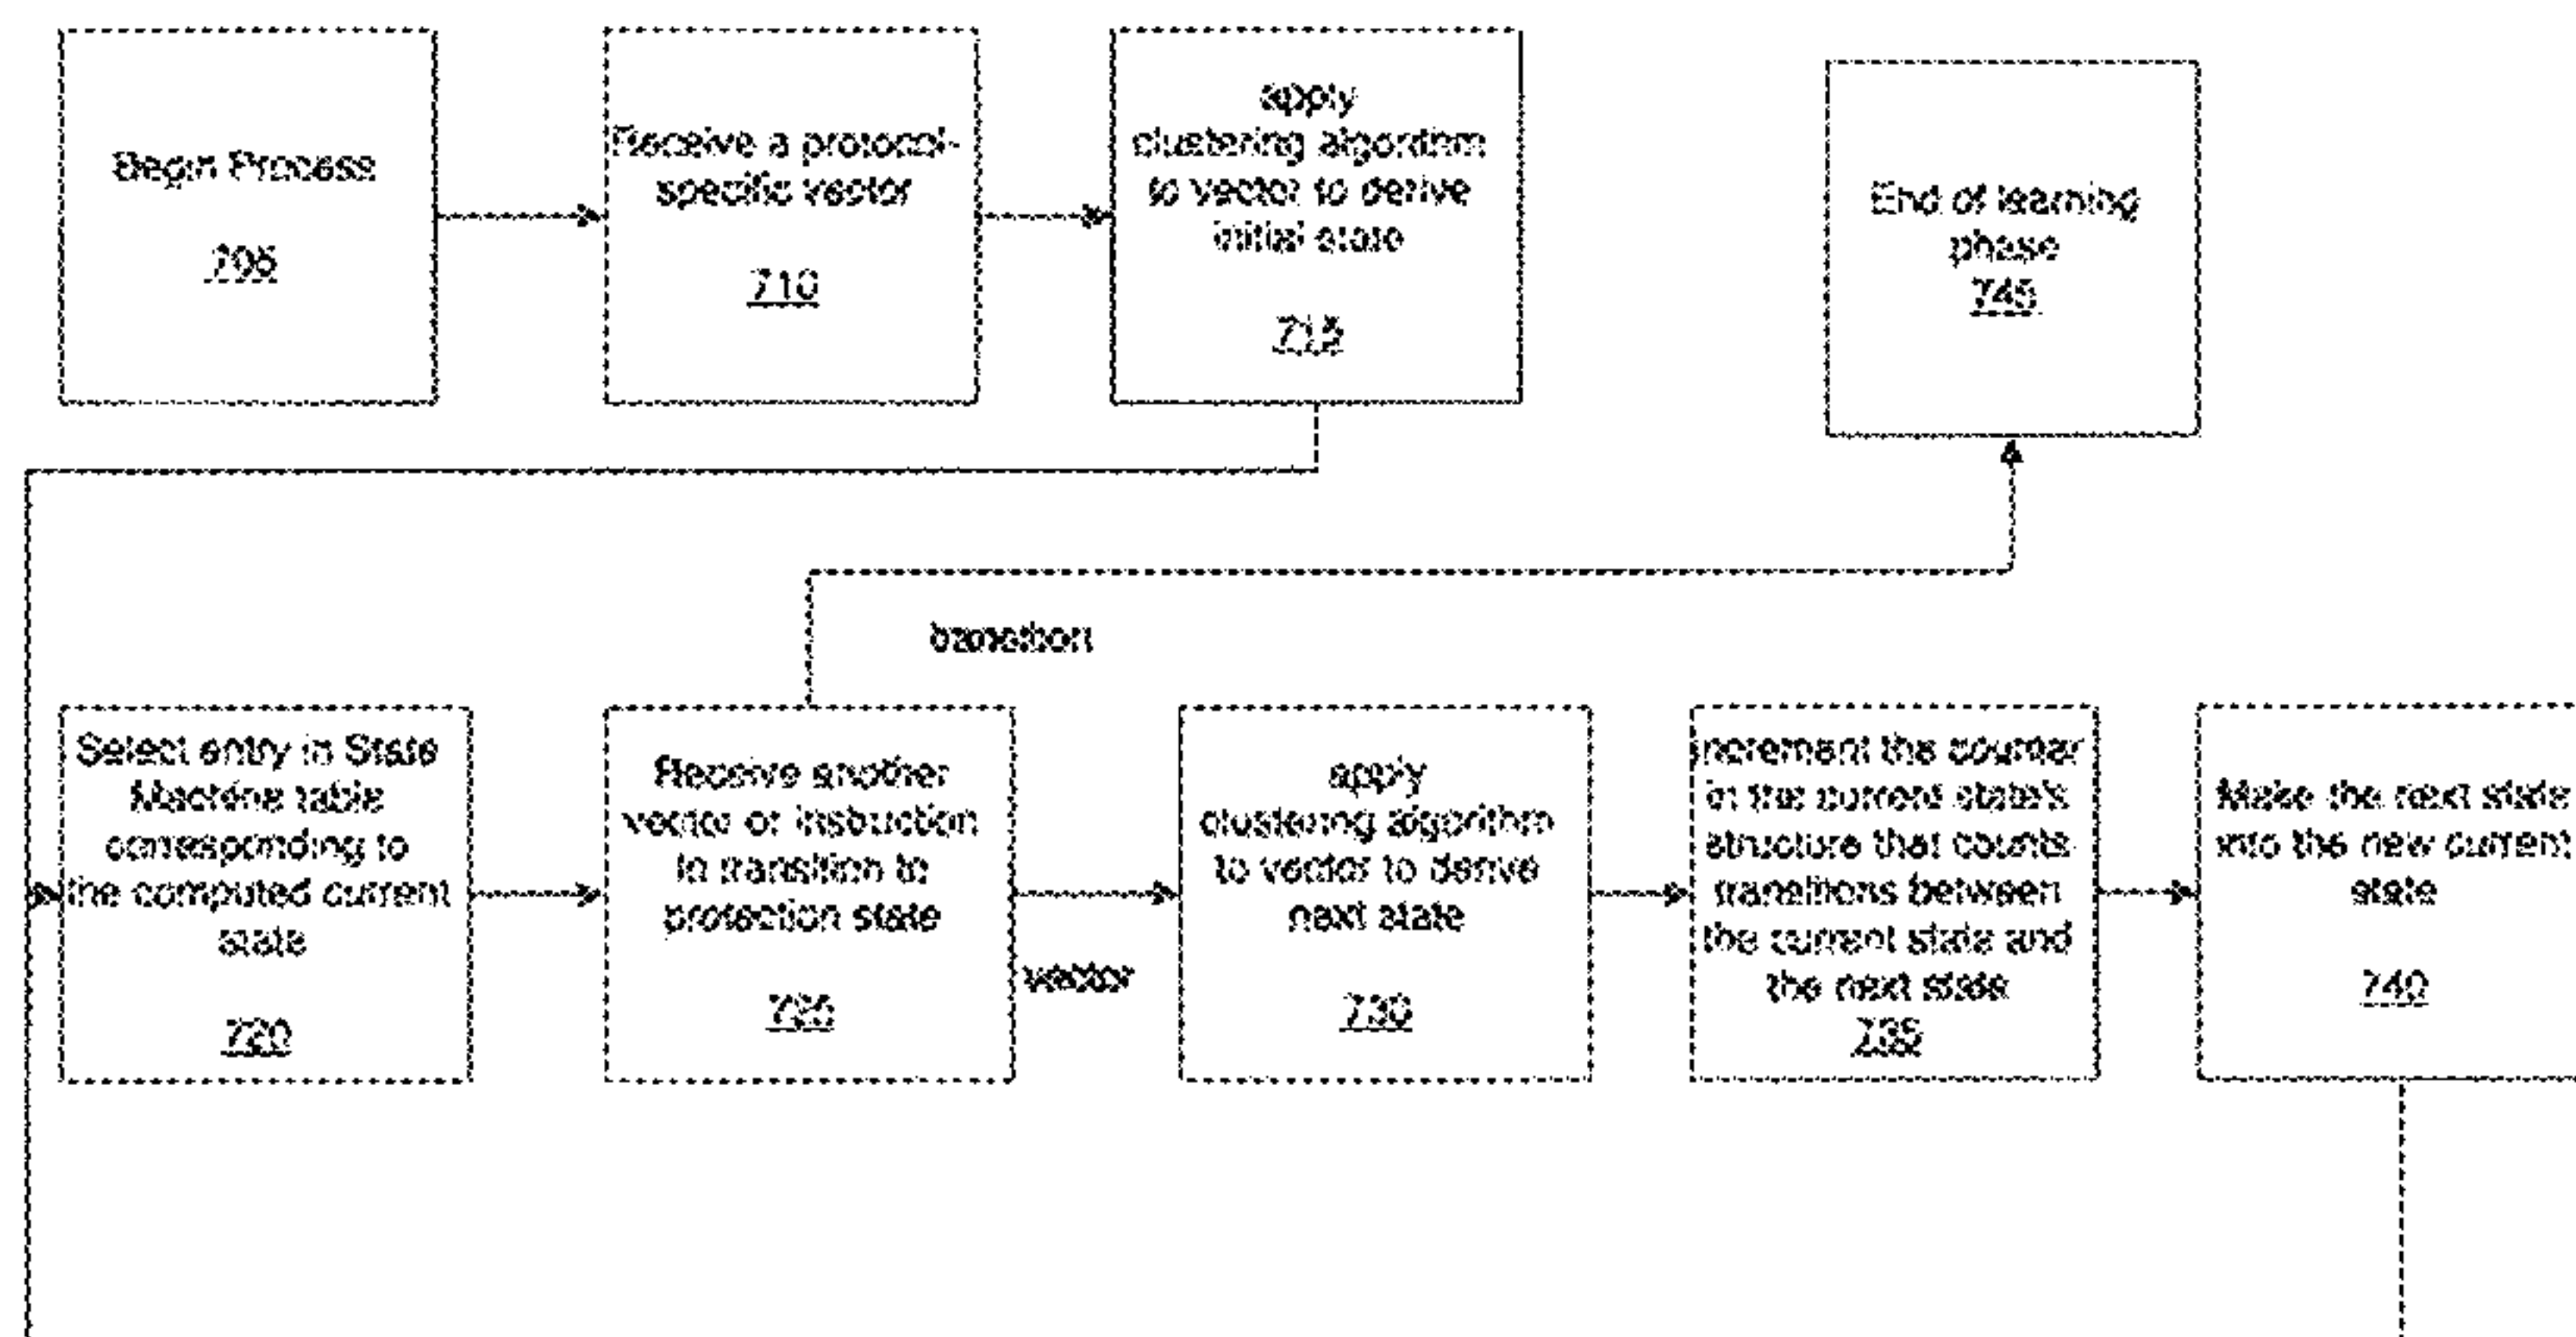 Begin Process
705
Receive a protocol-
specific vector
710
apply
clustering algorithm
to vector to derive
initial state
715
End of learning
phase
745
transition
Select entry in State
Machine table
corresponding to
the computed current
state
720
Receive another
vector or instruction
to transition to
protection state
725
vector
apply
clustering algorithm
to vector to derive
next state
730
Increment the counter
in the current state's
structure that counts
transitions between
the current state and
the next state
735
Make the next state
into the new current
state
740